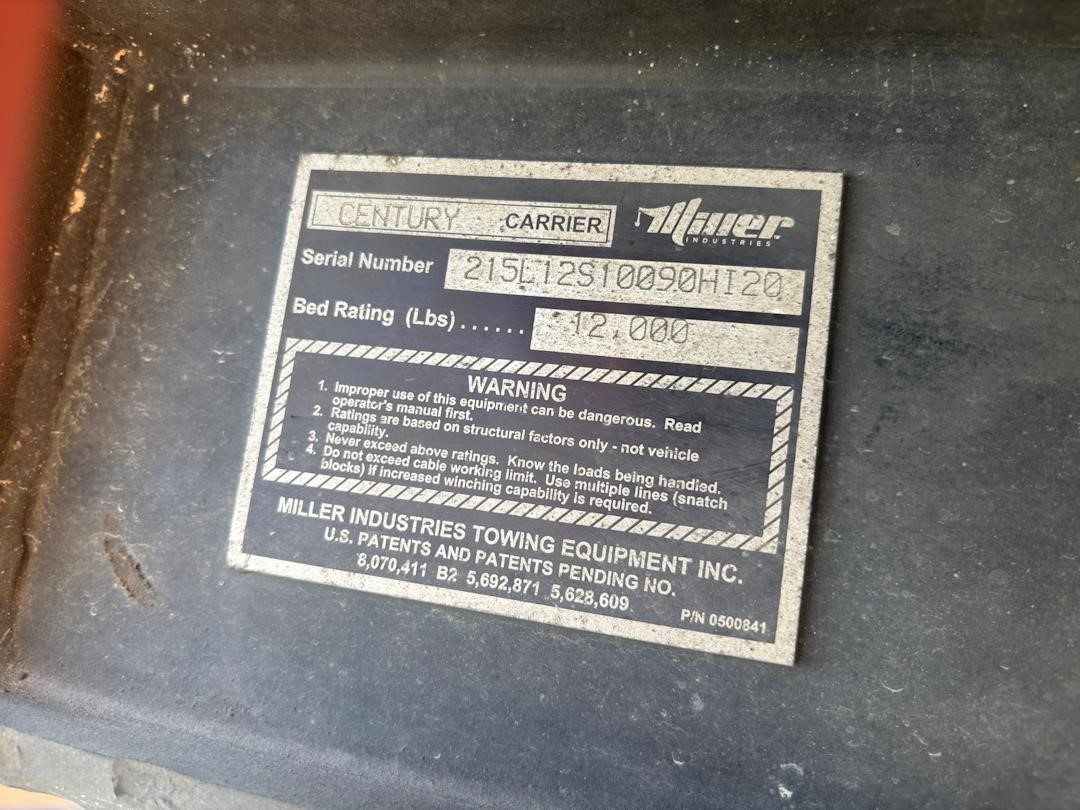 CENTURY CARRIER
Miller
INDUSTRIES
Serial Number 215L12S10090HI20
Bed Rating (Lbs)...... 12,000
WARNING
1. Improper use of this equipment can be dangerous. Read
operator's manual first.
2. Ratings are based on structural factors only - not vehicle
capability.
3. Never exceed above ratings. Know the loads being handled.
4. Do not exceed cable working limit. Use multiple lines (snatch
blocks) if increased winching capability is required.
MILLER INDUSTRIES TOWING EQUIPMENT INC.
U.S. PATENTS AND PATENTS PENDING NO.
8,070,411 B2 5,692,871 5,628,609
P/N 0500841